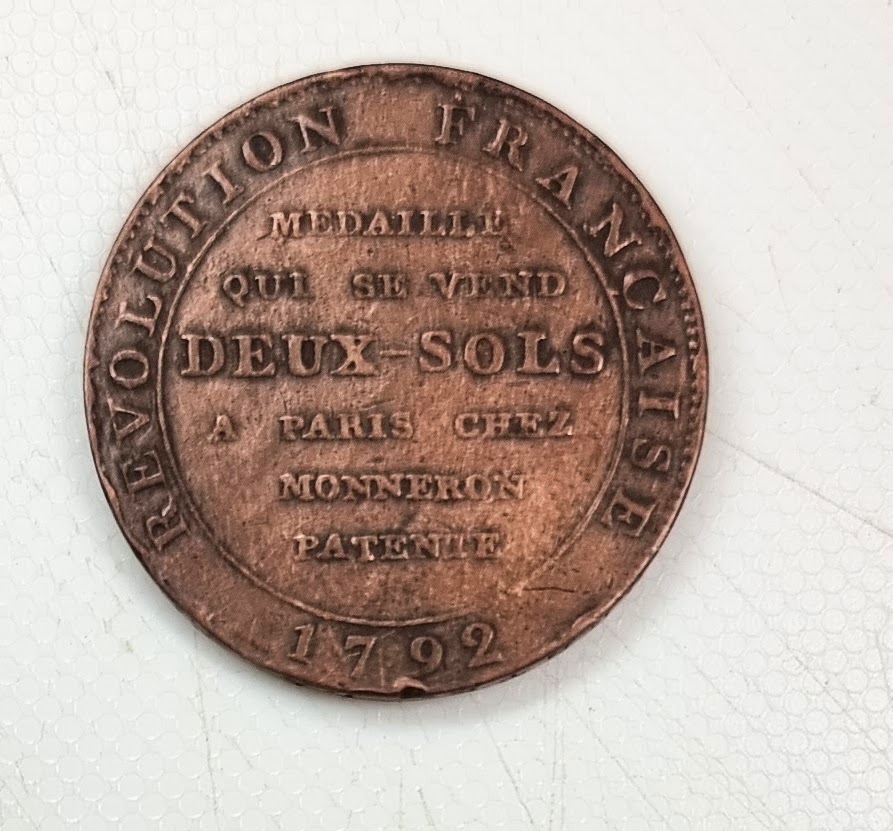 REVOLUTION FRANCAISE
MEDAILLE
QUI SE VEND
DEUX-SOLS
A PARIS CHEZ
MONNERON
PATENTE
1792